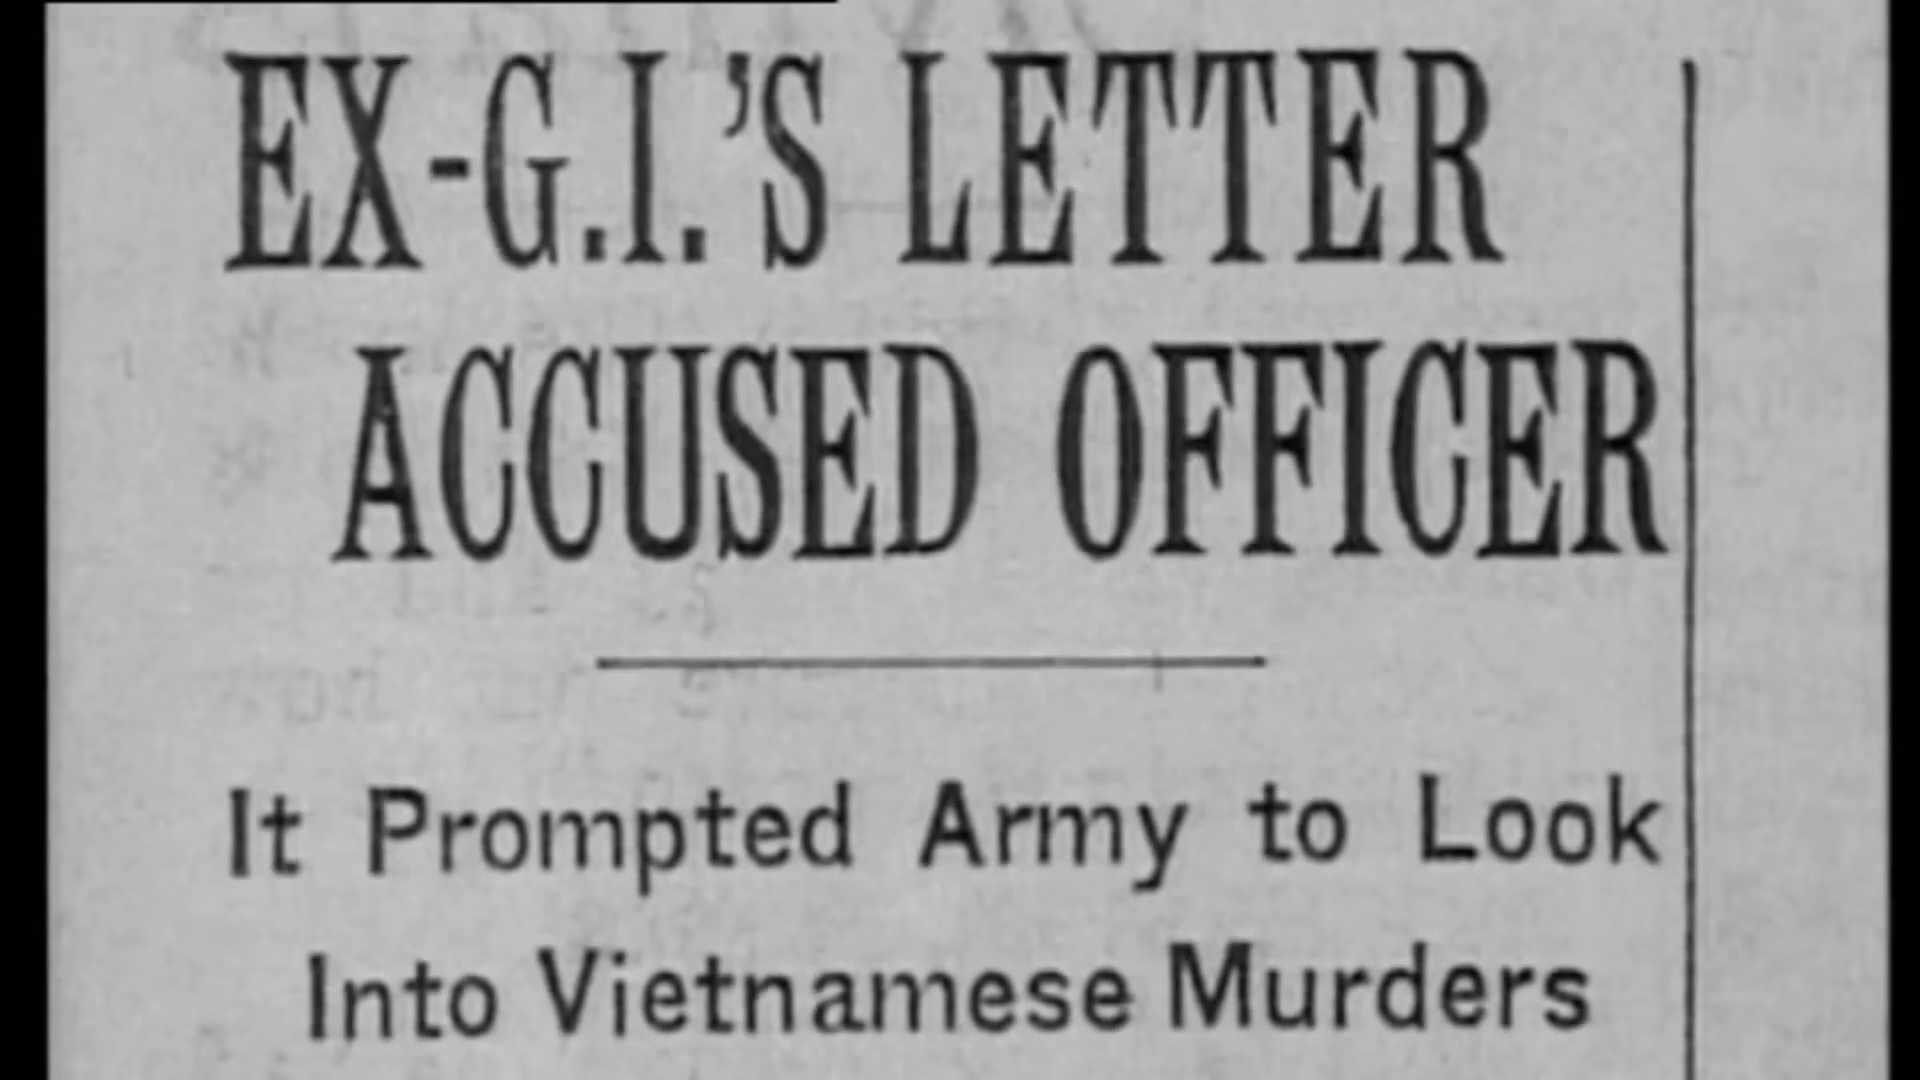 EX-G.I.'S LETTER
ACCUSED OFFICER
It Prompted Army to Look
Into Vietnamese Murders